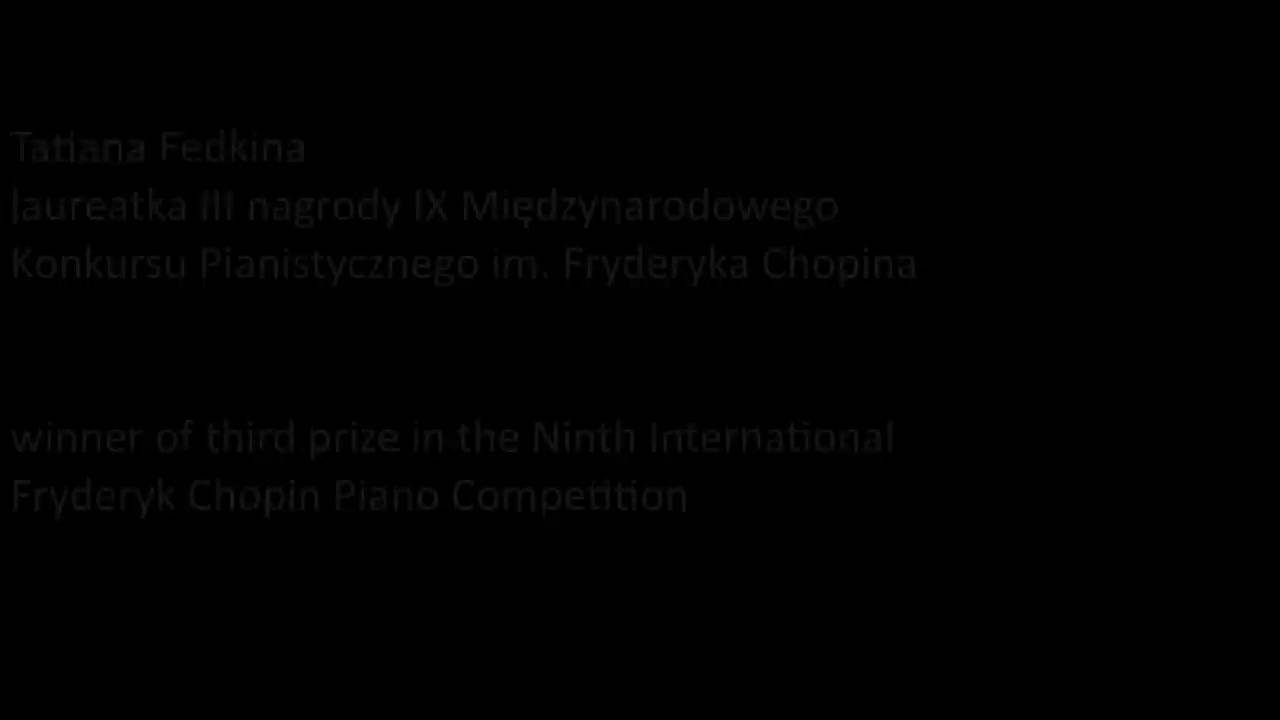 Tatiana Fedkina
laureatka III nagrody IX Międzynarodowego
Konkursu Pianistycznego im. Fryderyka Chopina
winner of third prize in the Ninth International
Fryderyk Chopin Piano Competition